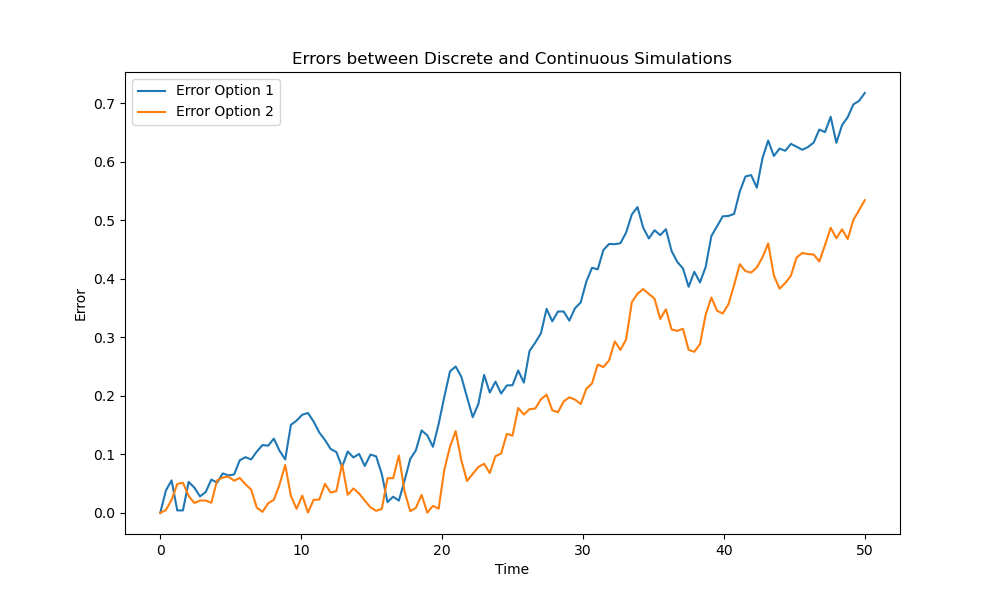 Errors between Discrete and Continuous Simulations
Error Option 1
Error Option 2
0.7
0.6
0.5
0.4
0.3
0.2
0.1
0.0
Error
0 10 20 30 40 50
Time